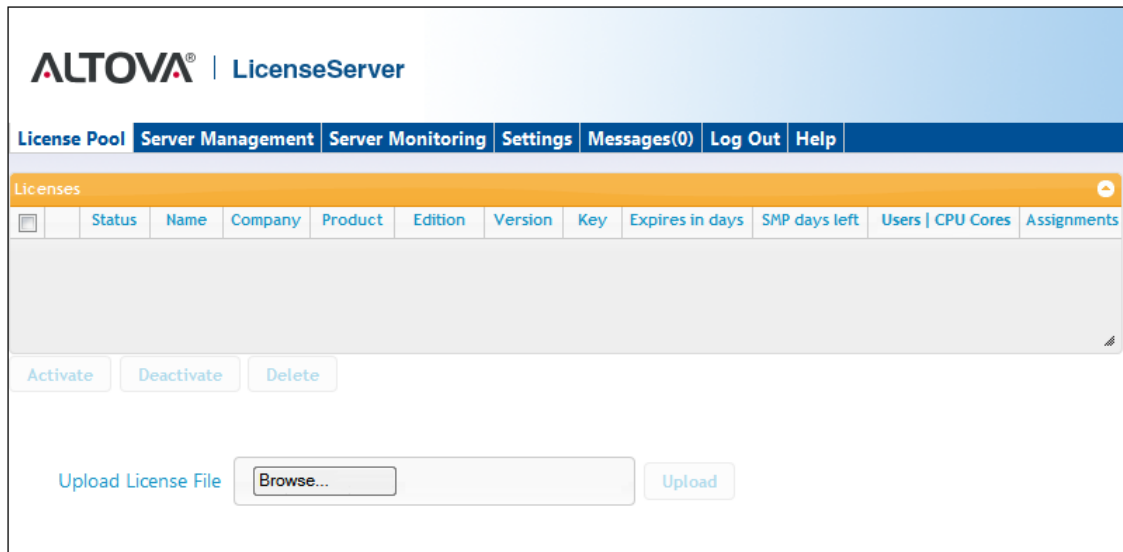 ALTOVA® | LicenseServer
License Pool Server Management Server Monitoring Settings Messages(0) Log Out Help
Licenses
Status Name Company Product Edition Version Key Expires in days SMP days left Users | CPU Cores Assignments
Activate Deactivate Delete
Upload License File Browse... Upload